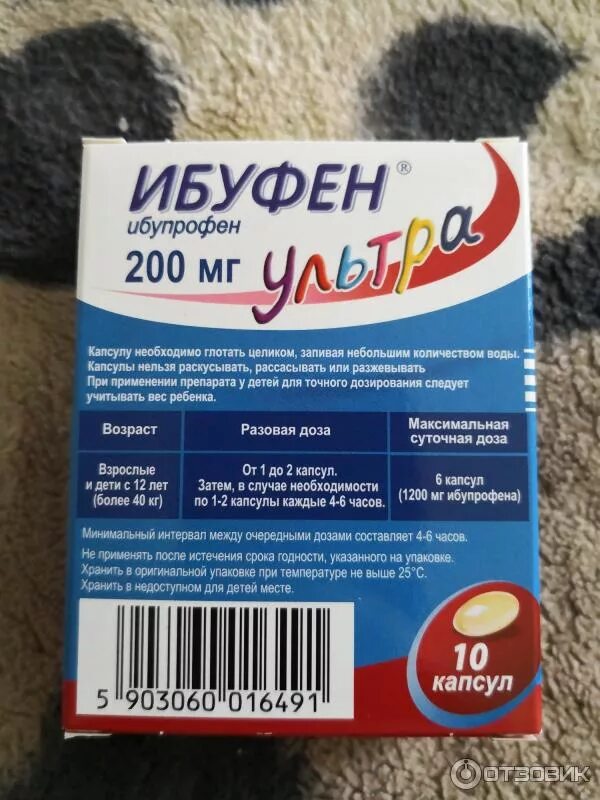 ИБУФЕН®
ибупрофен
200 мг ультра
Капсулу необходимо глотать целиком, запивая небольшим количеством воды.
Капсулы нельзя раскусывать, рассасывать или разжевывать
При применении препарата у детей для точного дозирования следует
учитывать вес ребенка.
Возраст
Разовая доза
Максимальная
суточная доза
Взрослые
и дети с 12 лет
(более 40 кг)
От 1 до 2 капсул.
Затем, в случае необходимости
по 1-2 капсулы каждые 4-6 часов.
6 капсул
(1200 мг ибупрофена)
Минимальный интервал между очередными дозами составляет 4-6 часов.
Не применять после истечения срока годности, указанного на упаковке.
Хранить в оригинальной упаковке при температуре не выше 25°C.
Хранить в недоступном для детей месте.
5 903060 016491
10
капсул
ОТЗОВИК